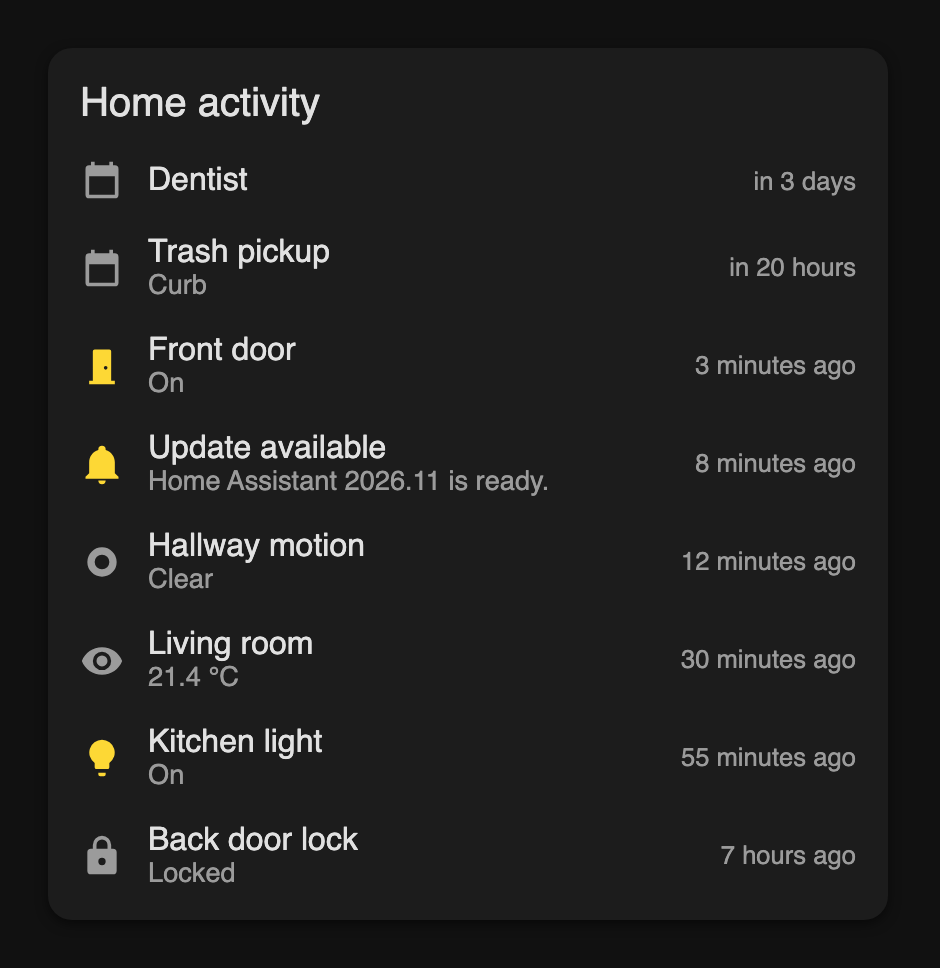 Home activity
Dentist
in 3 days
Trash pickup
Curb
in 20 hours
Front door
On
3 minutes ago
Update available
Home Assistant 2026.11 is ready.
8 minutes ago
Hallway motion
Clear
12 minutes ago
Living room
21.4 °C
30 minutes ago
Kitchen light
On
55 minutes ago
Back door lock
Locked
7 hours ago